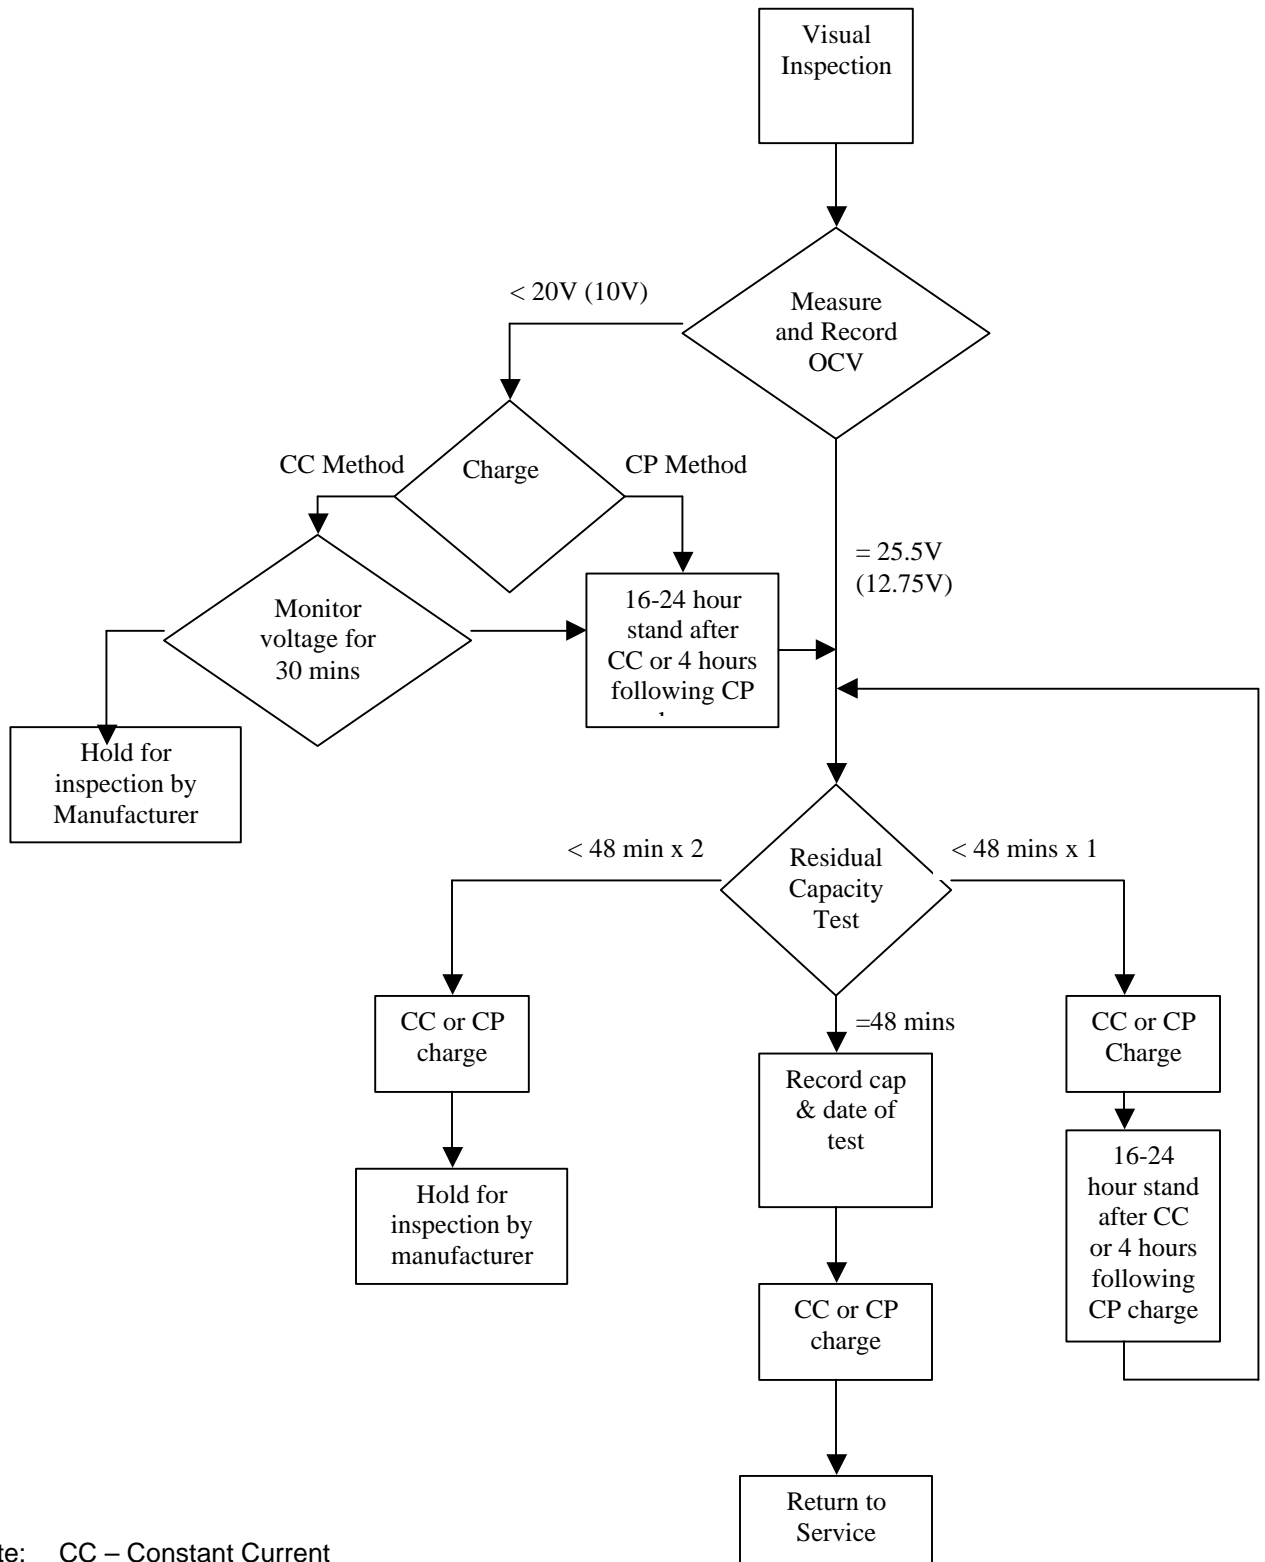 Visual
Inspection
Measure
and Record
OCV
< 20V (10V)
Charge
CC Method
CP Method
= 25.5V
(12.75V)
Monitor
voltage for
30 mins
16-24 hour
stand after
CC or 4 hours
following CP
Hold for
inspection by
Manufacturer
Residual
Capacity
Test
< 48 min x 2
< 48 mins x 1
=48 mins
CC or CP
charge
Hold for
inspection by
manufacturer
Record cap
& date of
test
CC or CP
charge
Return to
Service
CC or CP
Charge
16-24
hour stand
after CC
or 4 hours
following
CP charge
CC – Constant Current